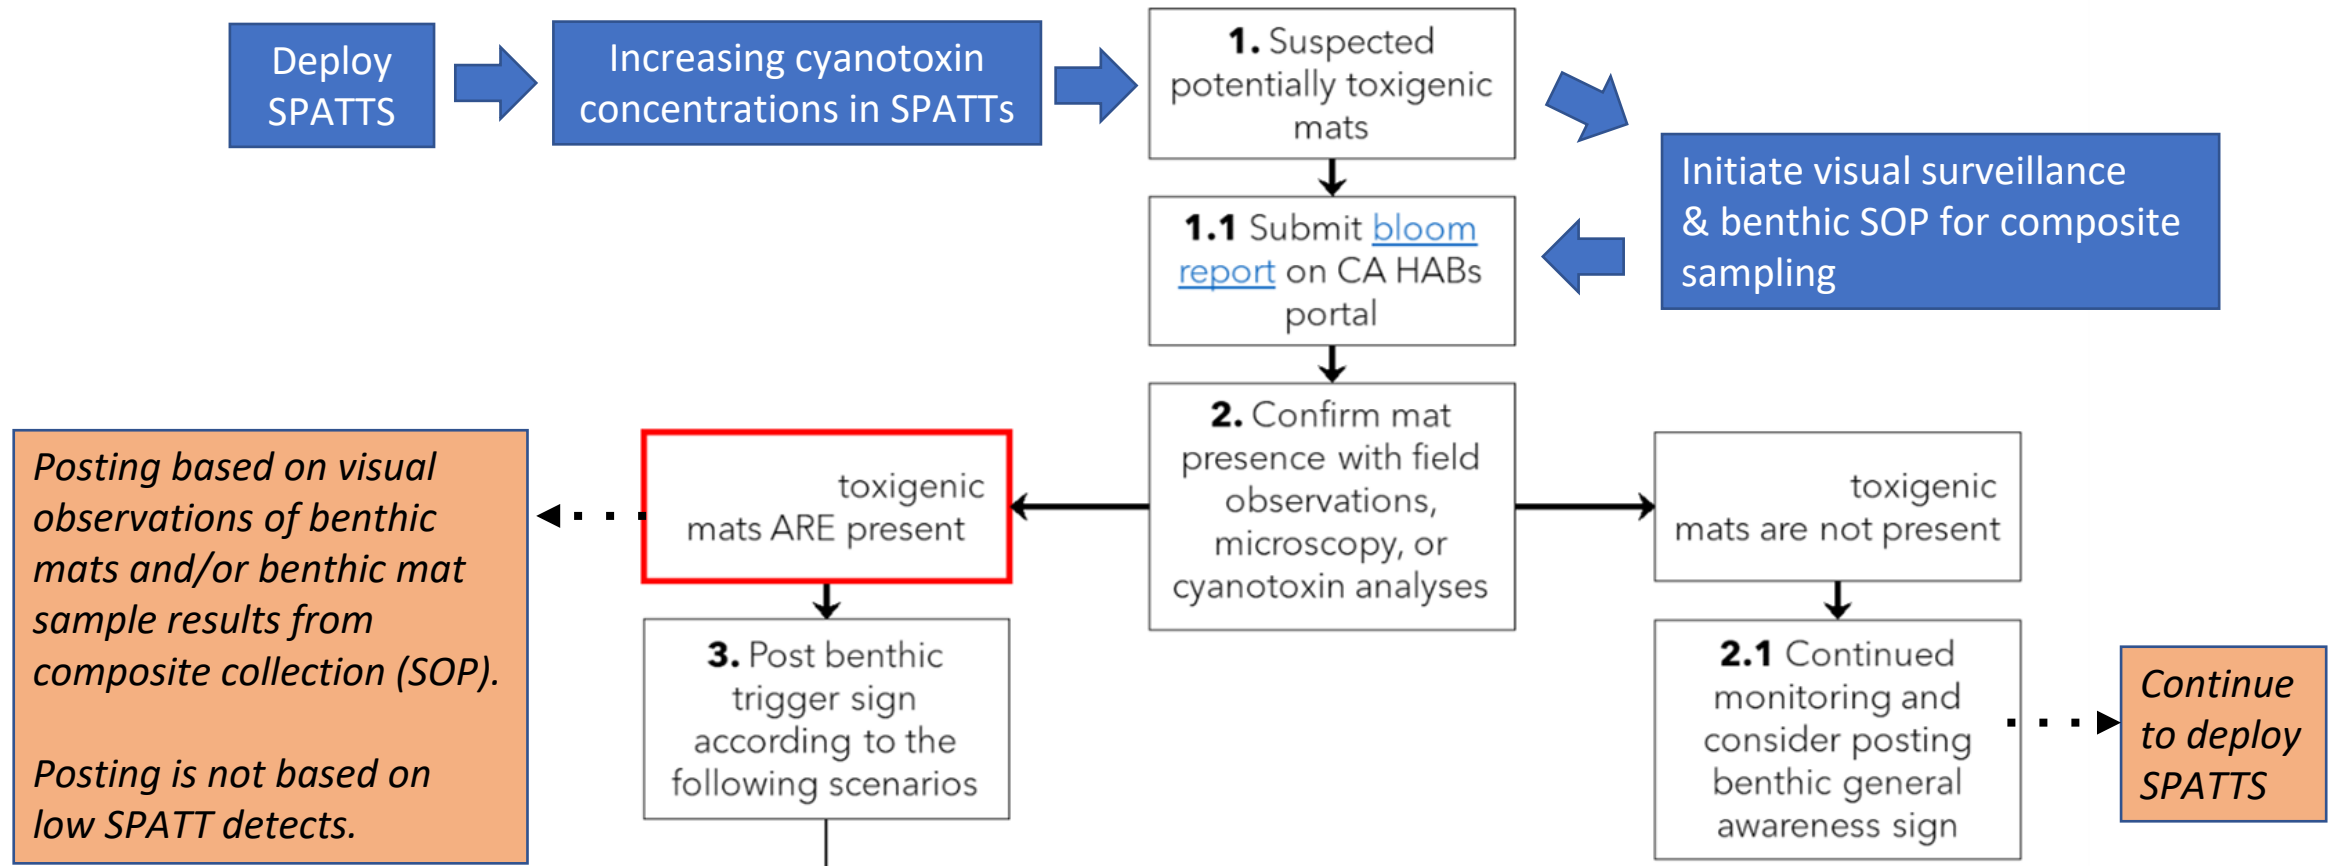 Deploy
SPATTS
Increasing cyanotoxin
concentrations in SPATTs
1. Suspected
potentially toxigenic
mats
Initiate visual surveillance
& benthic SOP for composite
sampling
1.1 Submit bloom
report on CA HABs
portal
2. Confirm mat
presence with field
observations,
microscopy, or
cyanotoxin analyses
toxigenic
mats ARE present
toxigenic
mats are not present
Posting based on visual
observations of benthic
mats and/or benthic mat
sample results from
composite collection (SOP).
Posting is not based on
low SPATT detects.
3. Post benthic
trigger sign
according to the
following scenarios
2.1 Continued
monitoring and
consider posting
benthic general
awareness sign
Continue
to deploy
SPATTS